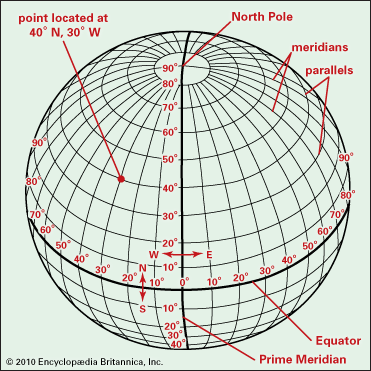 point located at
40° N, 30° W
North Pole
meridians
parallels
90°
80°
70°
60°
50°
40°
30°
20°
10°
90°
80°
70°
60°
50°
40°
30°
20°
10°
0°
10°
20°
30°
40°
50°
60°
70°
80°
90°
W E
N
S
10°
20°
30°
40°
Equator
Prime Meridian
© 2010 Encyclopædia Britannica, Inc.